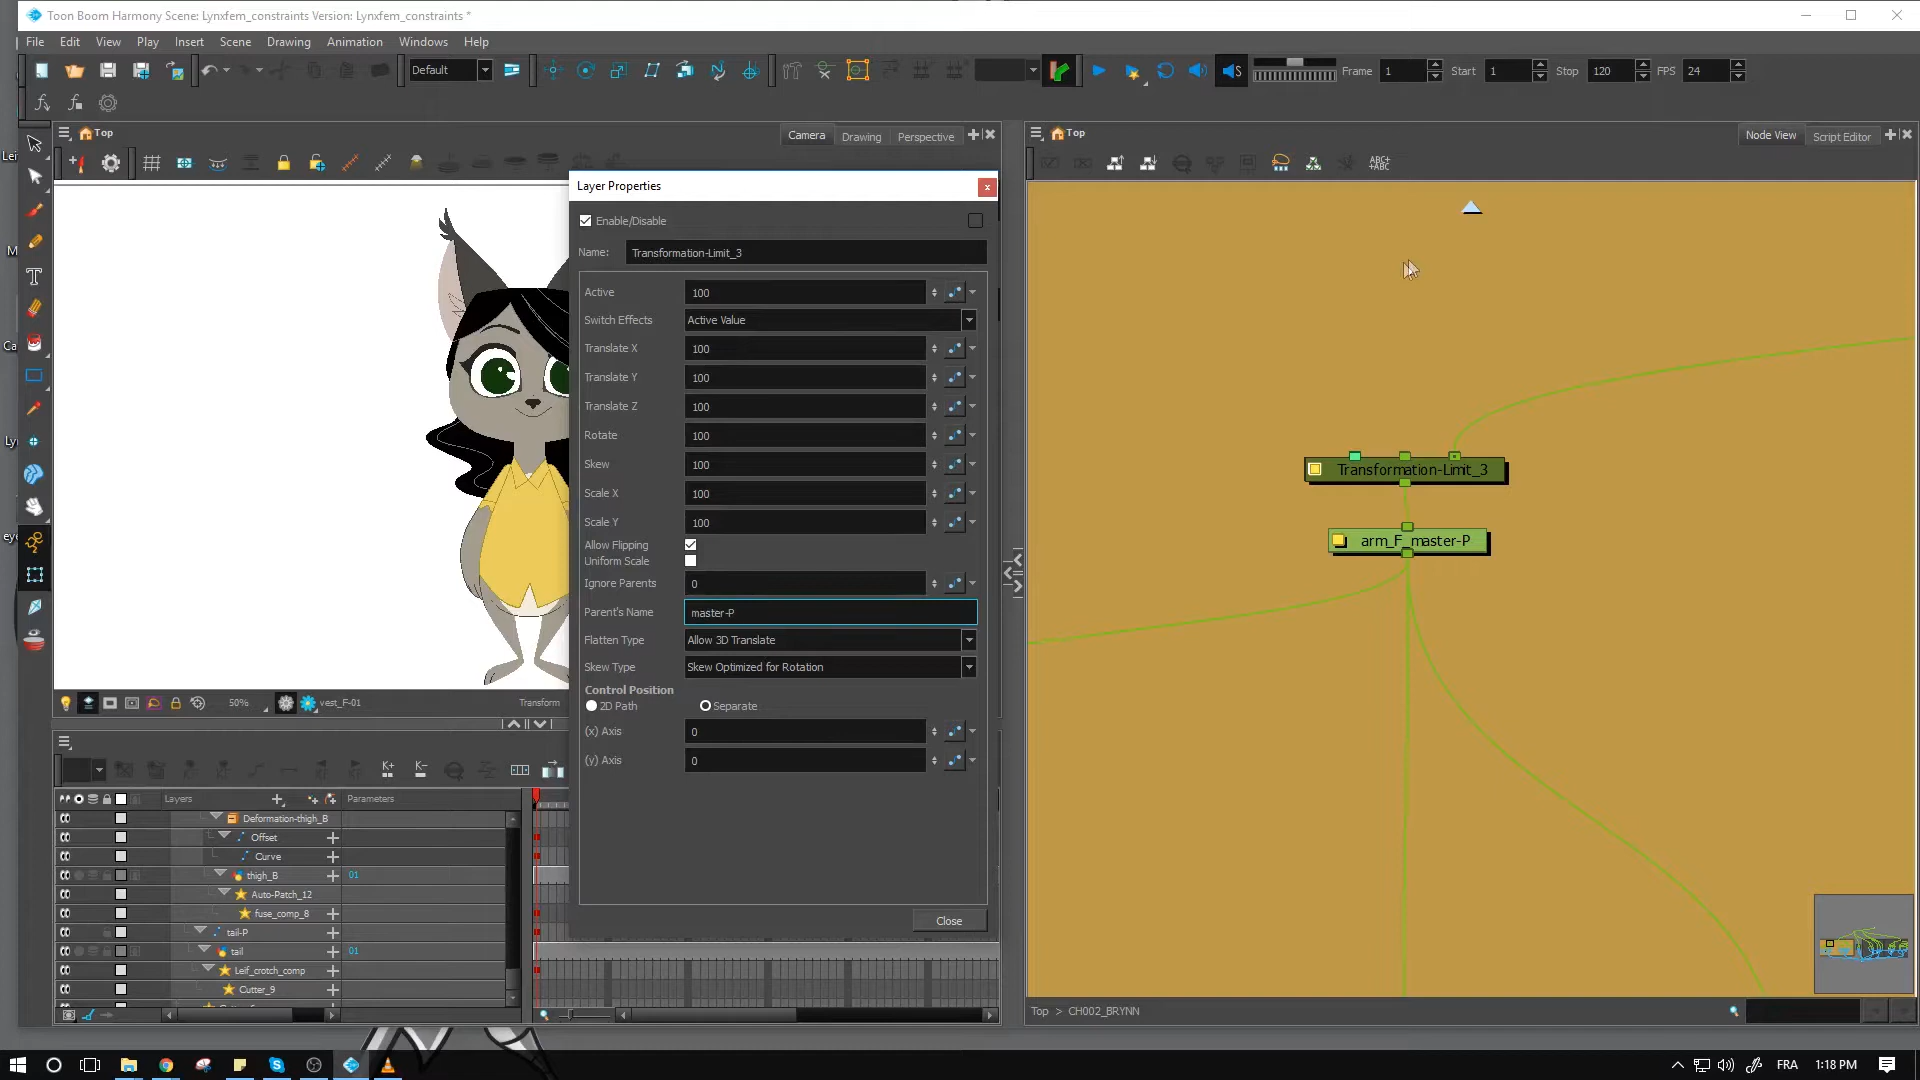 Toon Boom Harmony Scene: Lynxfem_constraints Version: Lynxfem_constraints *
File Edit View Play Insert Scene Drawing Animation Windows Help
Default
Frame 1 Start 1 Stop 120 FPS 24
Top
Camera Drawing Perspective
Top
Node View Script Editor
ABC+
+ABC
Layer Properties
Enable/Disable
Name: Transformation-Limit_3
Active 100
Switch Effects Active Value
Translate X 100
Translate Y 100
Translate Z 100
Rotate 100
Skew 100
Scale X 100
Scale Y 100
Allow Flipping
Uniform Scale
Ignore Parents 0
Parent's Name master-P
Flatten Type Allow 3D Translate
Skew Type Skew Optimized for Rotation
Control Position
2D Path Separate
(x) Axis 0
(y) Axis 0
Close
Transformation-Limit_3
arm_F_master-P
50% vest_F-01 Transform
Layers Parameters
Deformation-thigh_B
Offset
Curve
thigh_B 01
Auto-Patch_12
fuse_comp_8
tail-P
tail 01
Leif_crotch_comp
Cutter_9
Top > CH002_BRYNN
FRA 1:18 PM